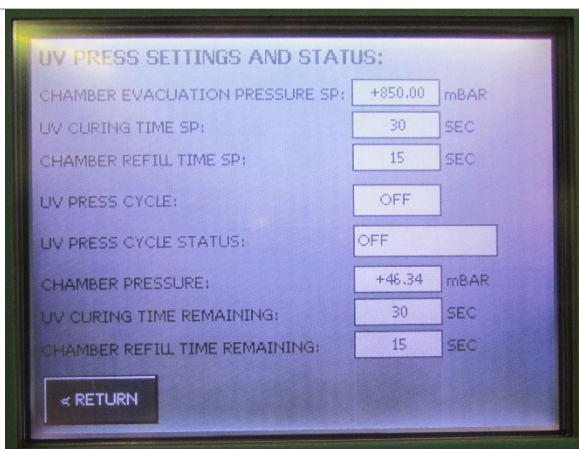 UV PRESS SETTINGS AND STATUS:
CHAMBER EVACUATION PRESSURE SP: +850.00 mBAR
UV CURING TIME SP: 30 SEC
CHAMBER REFILL TIME SP: 15 SEC
UV PRESS CYCLE: OFF
UV PRESS CYCLE STATUS: OFF
CHAMBER PRESSURE: +46.34 mBAR
UV CURING TIME REMAINING: 30 SEC
CHAMBER REFILL TIME REMAINING: 15 SEC
< RETURN